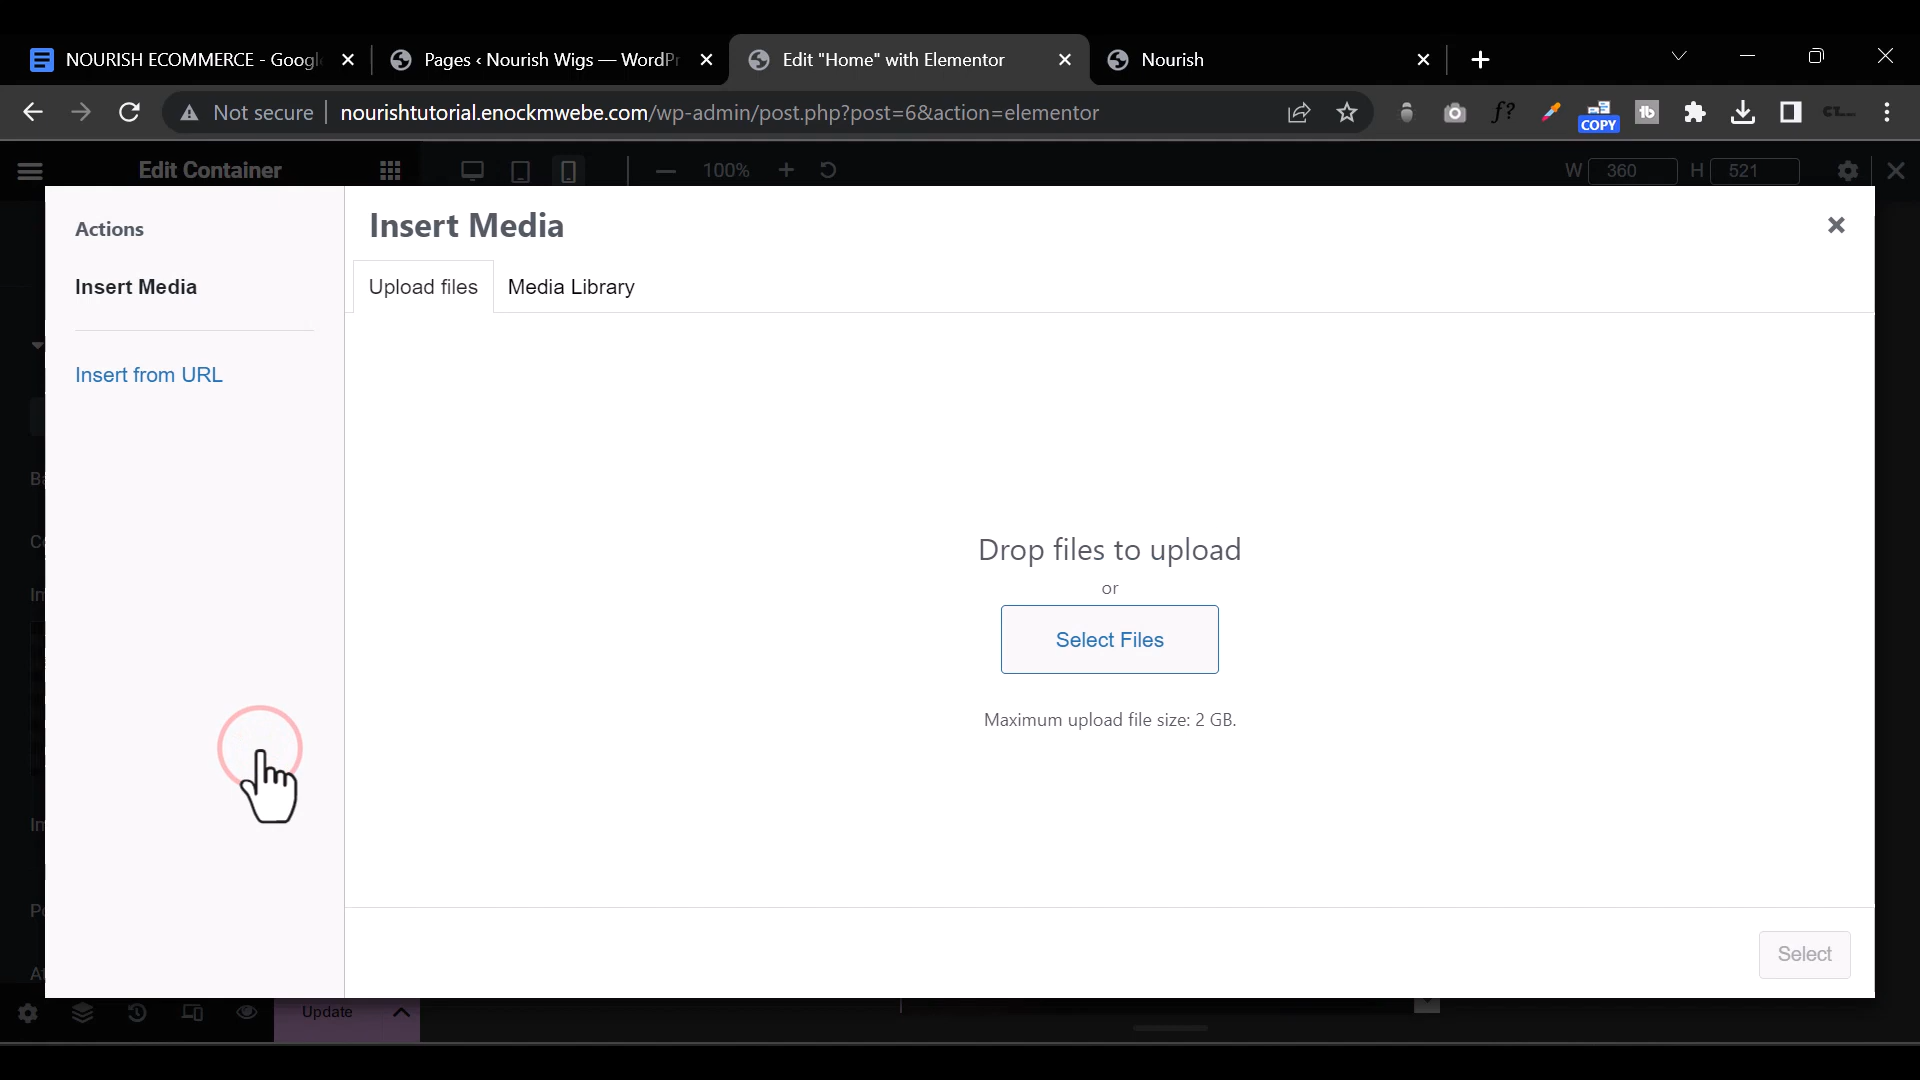 NOURISH ECOMMERCE - Googl
Pages ‹ Nourish Wigs — WordPr
Edit "Home" with Elementor
Nourish
Not secure
nourishtutorial.enockmwebe.com/wp-admin/post.php?post=6&action=elementor
f?
COPY
tb
Edit Container
100%
W 360 H 521
Actions
Insert Media
Insert from URL
Insert Media
Upload files
Media Library
Drop files to upload
or
Select Files
Maximum upload file size: 2 GB.
Select
Update